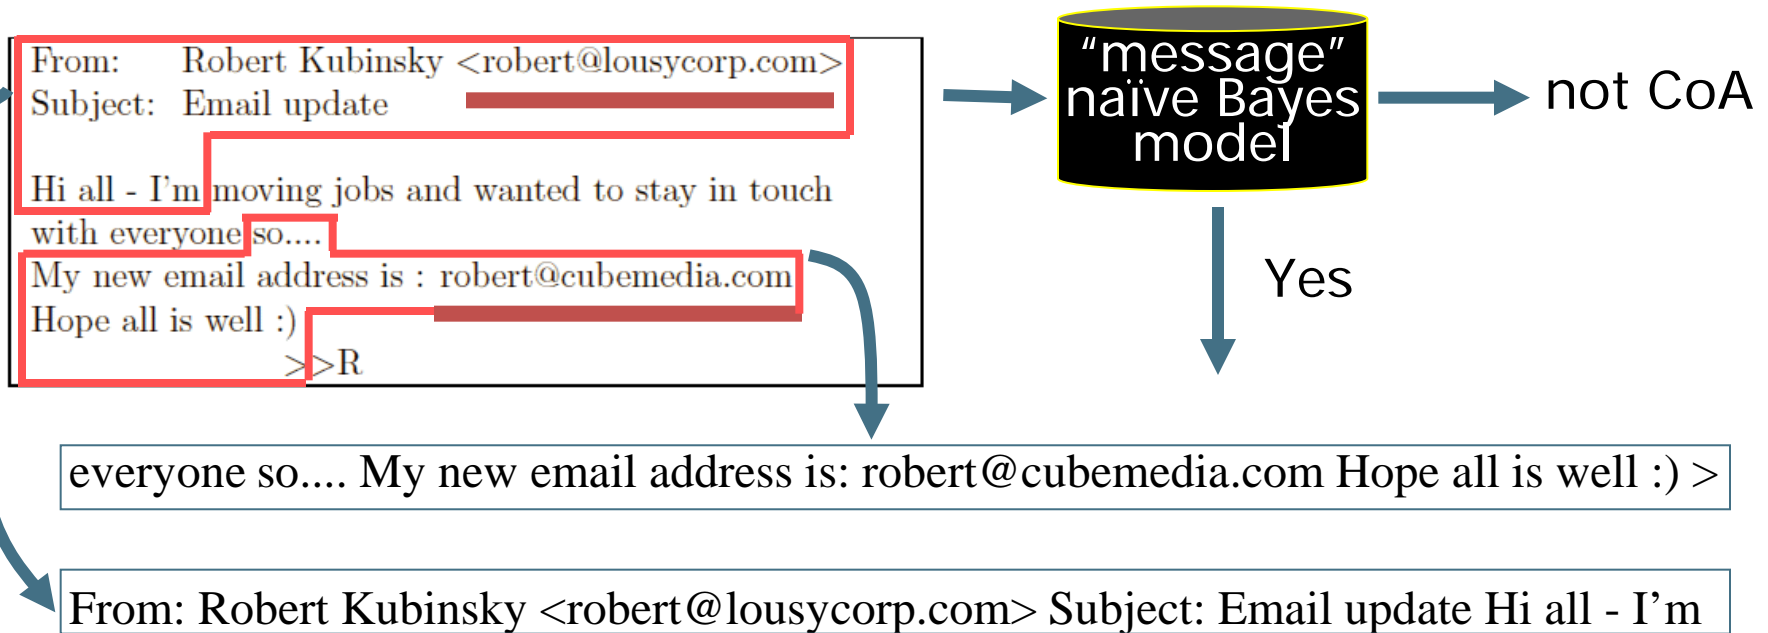 From: Robert Kubinsky <robert@lousycorp.com>
Subject: Email update
Hi all - I'm moving jobs and wanted to stay in touch
with everyone so....
My new email address is : robert@cubemedia.com
Hope all is well :)
>>R
“message”
naïve Bayes
model
not CoA
Yes
everyone so.... My new email address is: robert@cubemedia.com Hope all is well :) >
From: Robert Kubinsky <robert@lousycorp.com> Subject: Email update Hi all - I’m